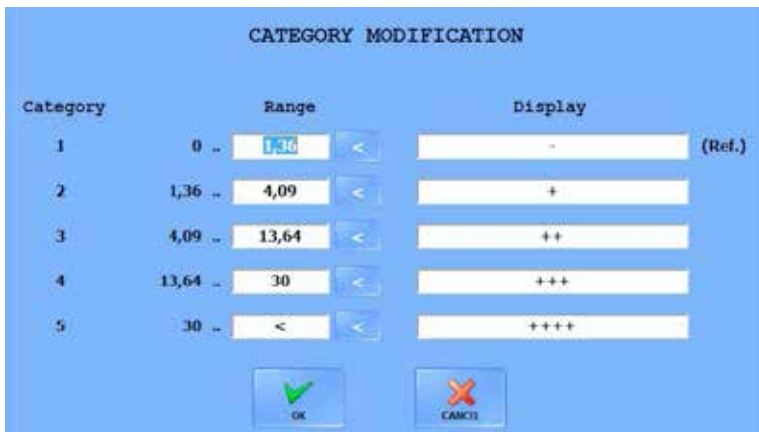 CATEGORY MODIFICATION
Category Range Display
1 0 .. 1,36 < - (Ref.)
2 1,36 .. 4,09 < +
3 4,09 .. 13,64 < ++
4 13,64 .. 30 < +++
5 30 .. < < ++++
OK CANCEL